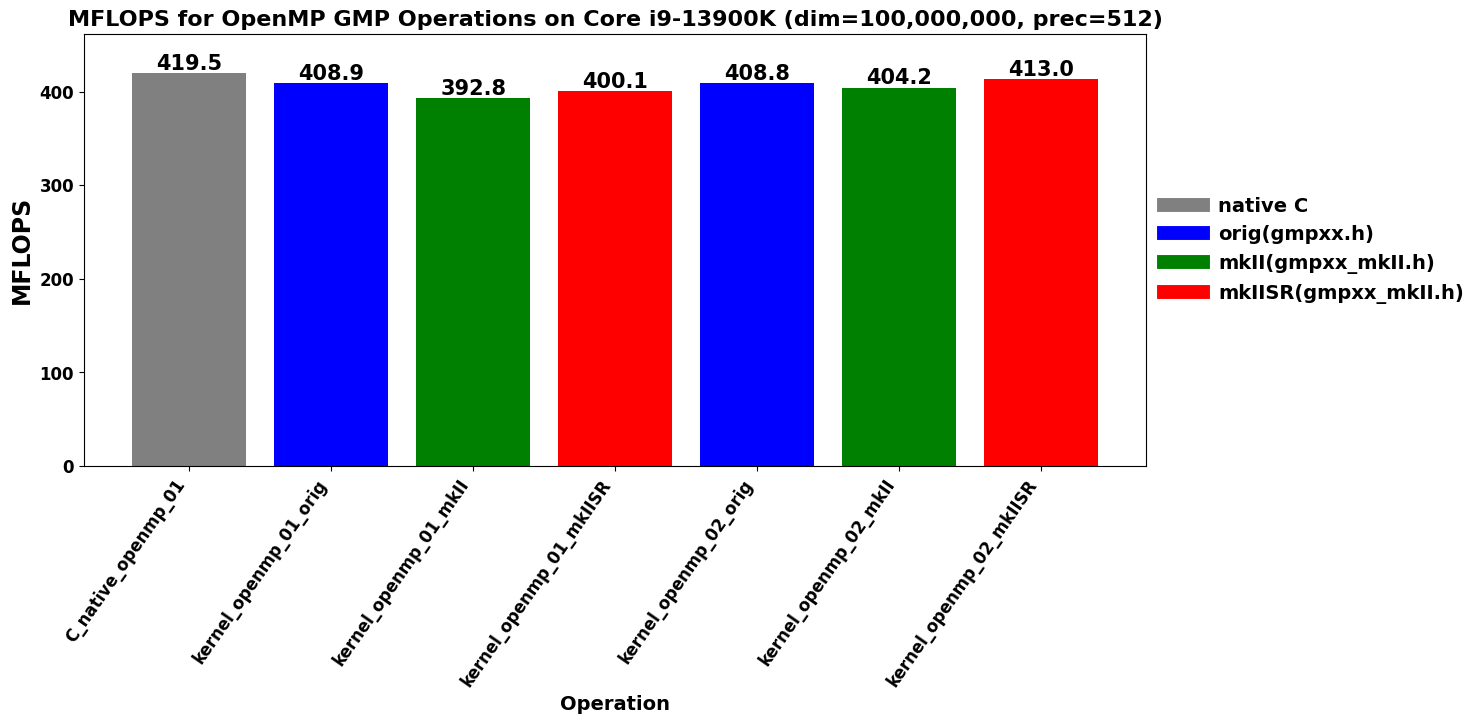 MFLOPS for OpenMP GMP Operations on Core i9-13900K (dim=100,000,000, prec=512)
MFLOPS
400
300
200
100
0
419.5
408.9
392.8
400.1
408.8
404.2
413.0
native C
orig(gmpxx.h)
mkII(gmpxx_mkII.h)
mkIISR(gmpxx_mkII.h)
C_native_openmp_01
kernel_openmp_01_orig
kernel_openmp_01_mkII
kernel_openmp_01_mkIISR
kernel_openmp_02_orig
kernel_openmp_02_mkII
kernel_openmp_02_mkIISR
Operation